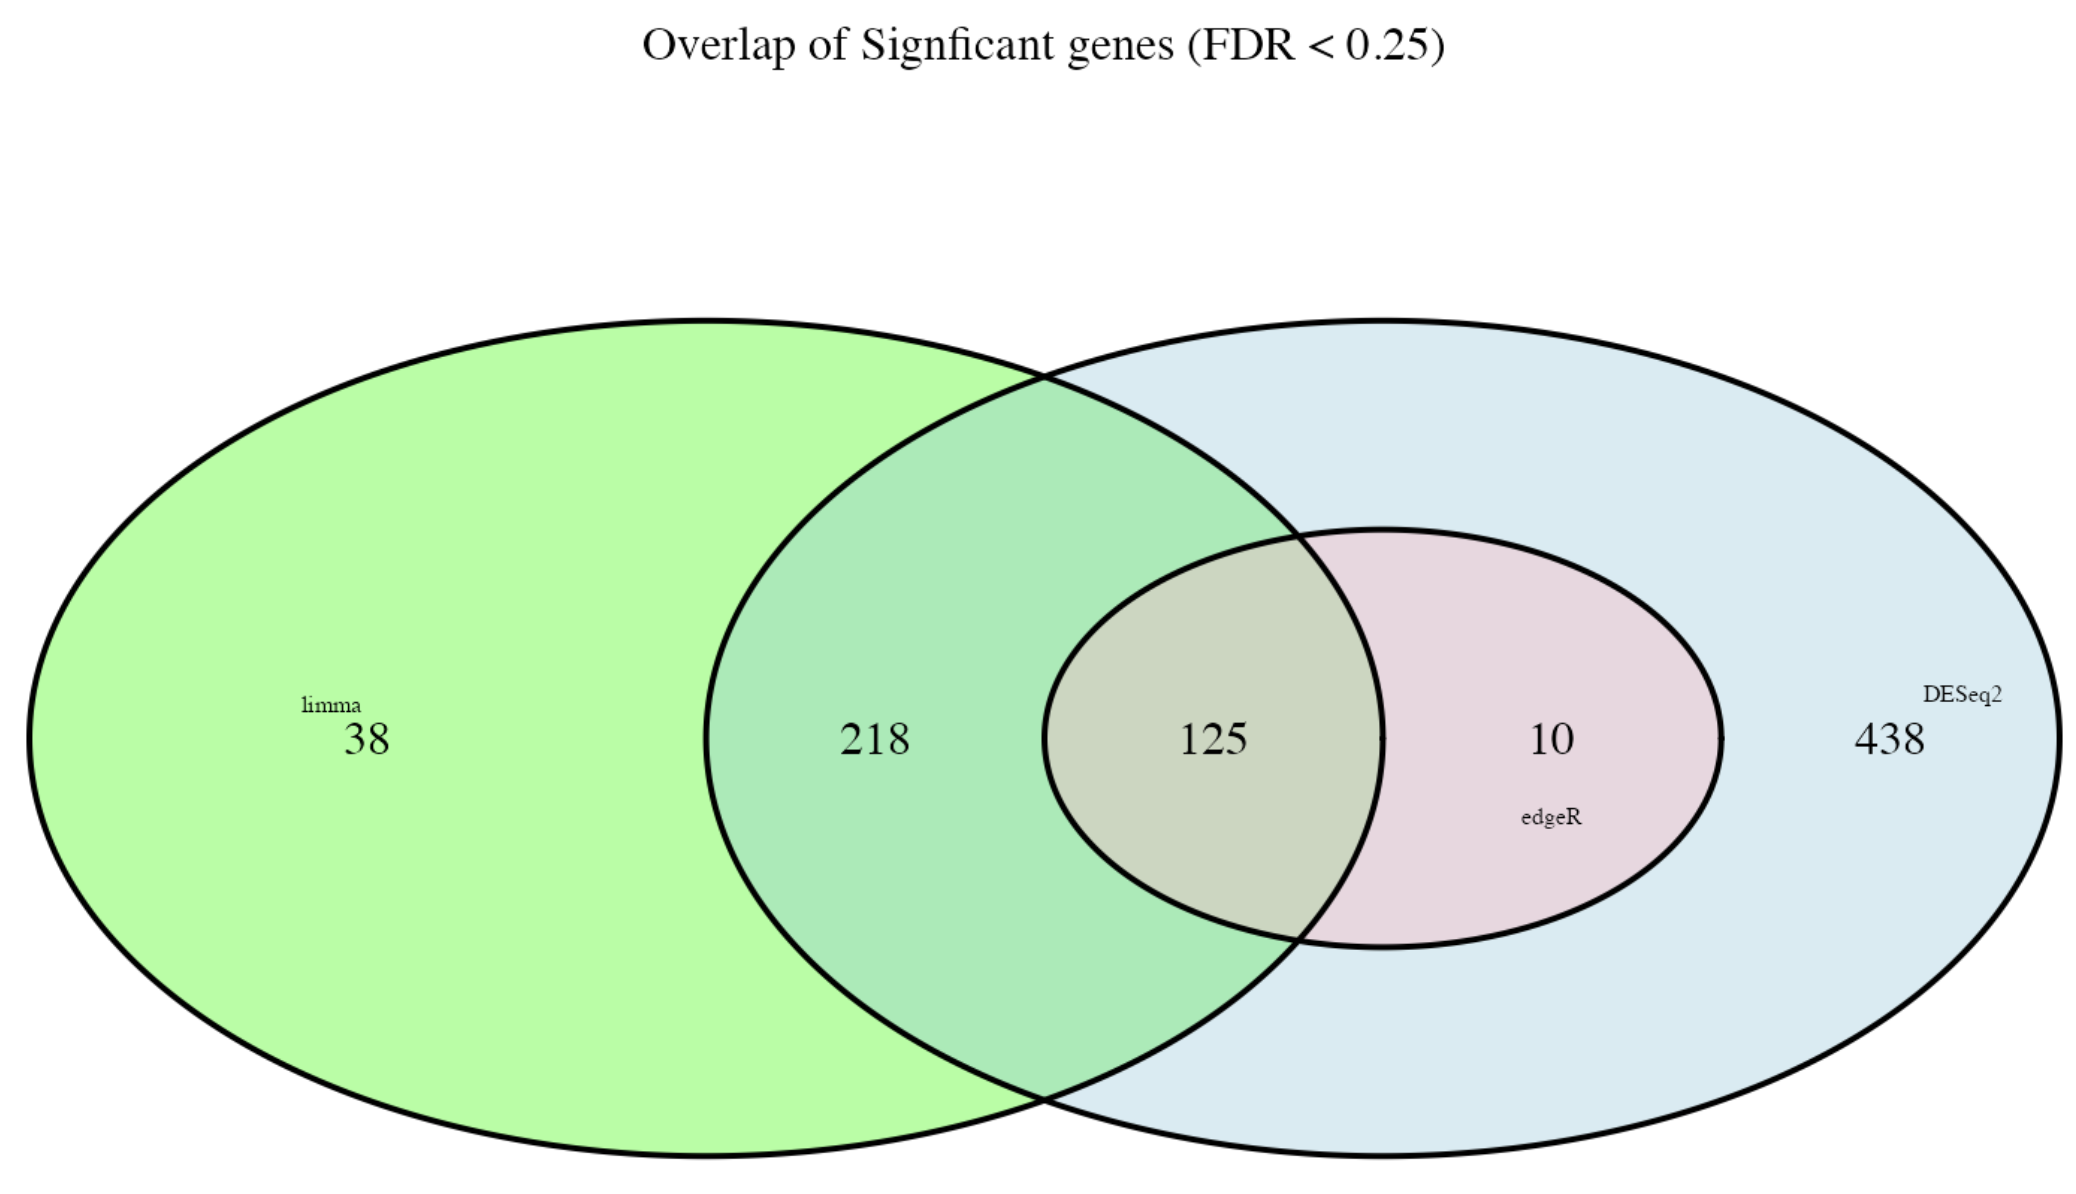 Overlap of Signficant genes (FDR < 0.25)
limma
38
218
125
10
edgeR
DESeq2
438